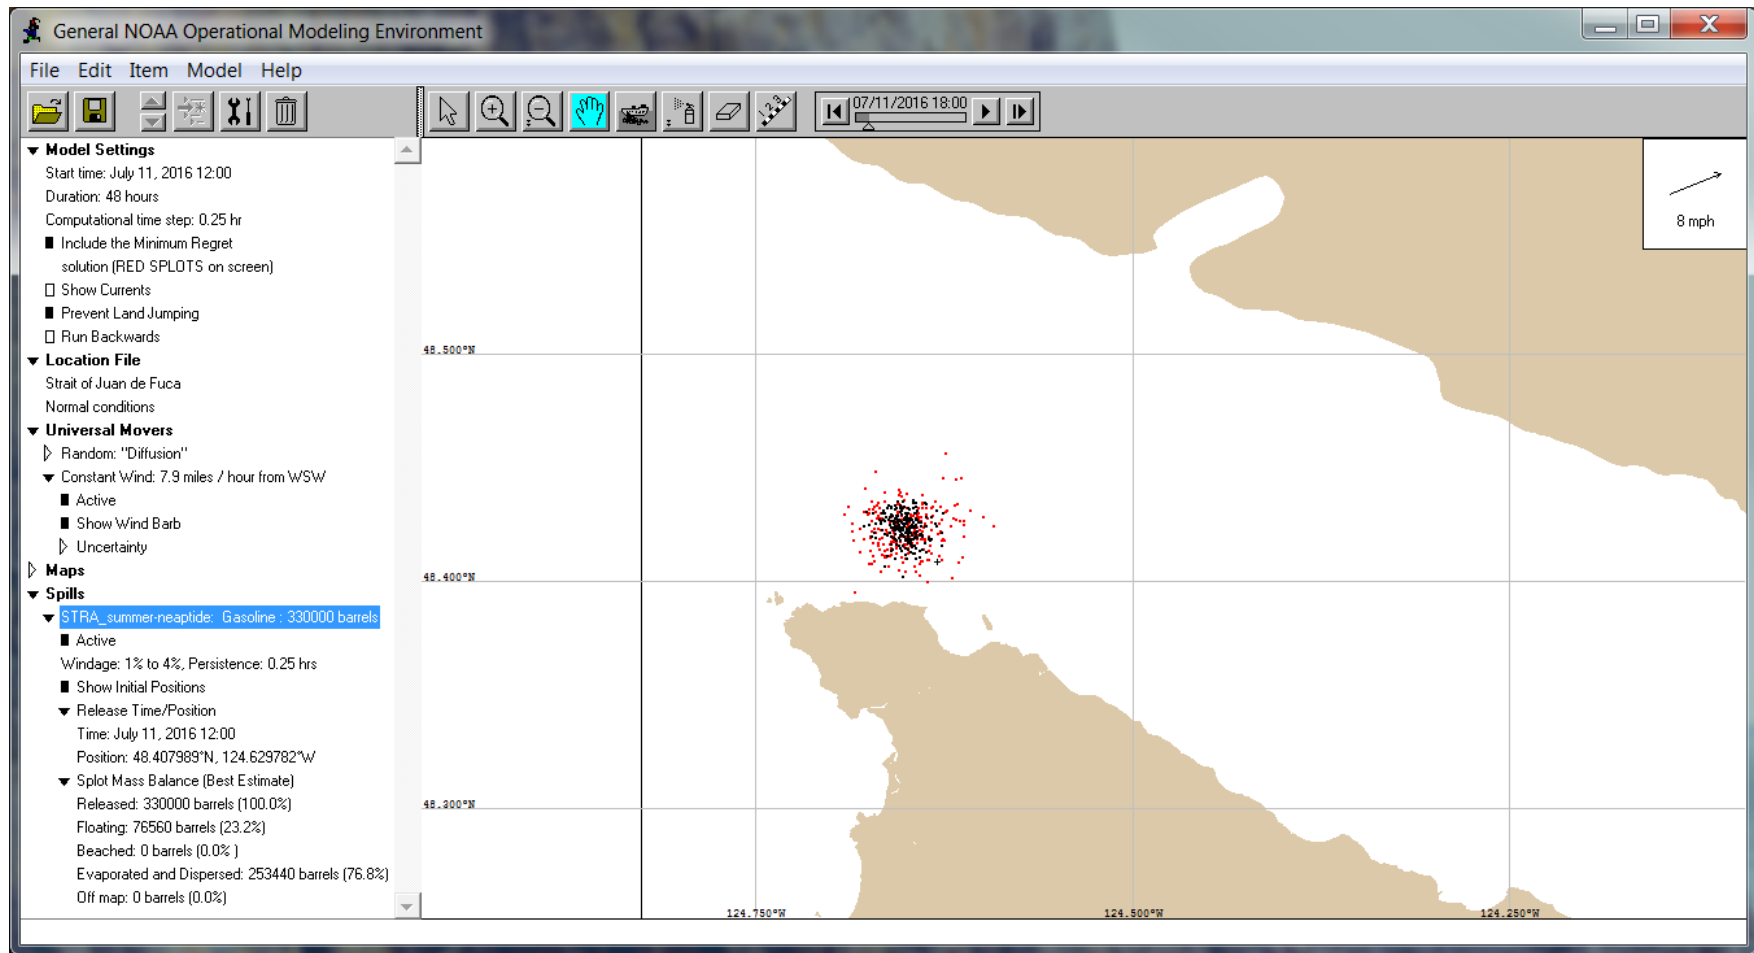 General NOAA Operational Modeling Environment
File Edit Item Model Help
07/11/2016 18:00
Model Settings
Start time: July 11, 2016 12:00
Duration: 48 hours
Computational time step: 0.25 hr
Include the Minimum Regret
solution (RED SPLOTS on screen)
Show Currents
Prevent Land Jumping
Run Backwards
Location File
Strait of Juan de Fuca
Normal conditions
Universal Movers
Random: "Diffusion"
Constant Wind: 7.9 miles / hour from WSW
Active
Show Wind Barb
Uncertainty
Maps
Spills
STRA_summer-neaptide: Gasoline : 330000 barrels
Active
Windage: 1% to 4%, Persistence: 0.25 hrs
Show Initial Positions
Release Time/Position
Time: July 11, 2016 12:00
Position: 48.407989°N, 124.629782°W
Splot Mass Balance (Best Estimate)
Released: 330000 barrels (100.0%)
Floating: 76560 barrels (23.2%)
Beached: 0 barrels (0.0% )
Evaporated and Dispersed: 253440 barrels (76.8%)
Off map: 0 barrels (0.0%)
8 mph
48.500°N
48.400°N
48.300°N
124.750°W 124.500°W 124.250°W